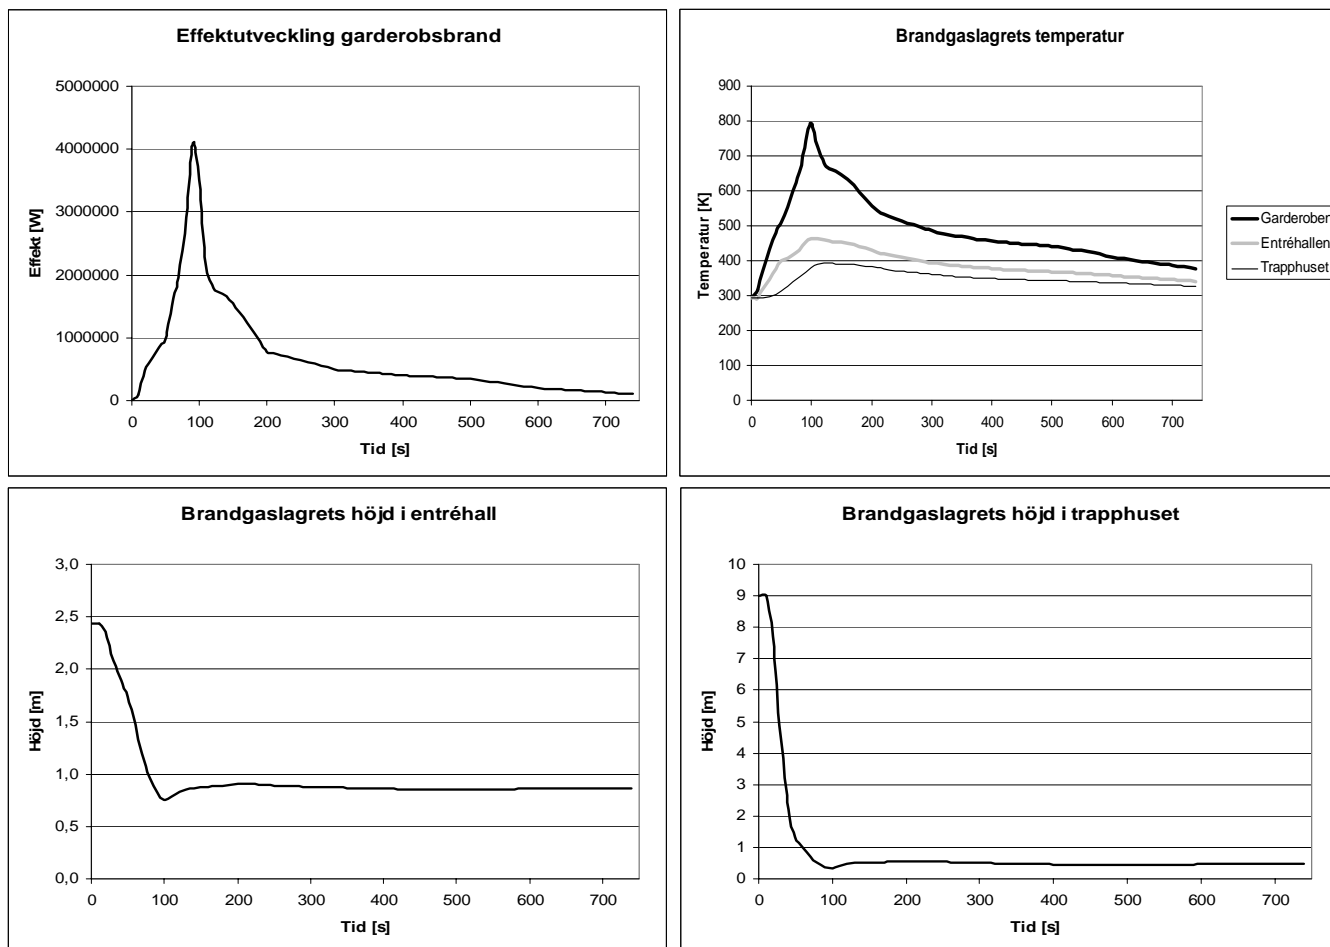 Effektutveckling garderobsbrand
5000000
4000000
3000000
2000000
1000000
0
Effekt [W]
0 100 200 300 400 500 600 700
Tid [s]
Brandgaslagrets temperatur
900
800
700
600
500
400
300
200
100
0
Temperatur [K]
0 100 200 300 400 500 600 700
Tid [s]
Garderoben
Entréhallen
Trapphuset
Brandgaslagrets höjd i entréhall
3,0
2,5
2,0
1,5
1,0
0,5
0,0
Höjd [m]
0 100 200 300 400 500 600 700
Tid [s]
Brandgaslagrets höjd i trapphuset
10
9
8
7
6
5
4
3
2
1
0
Höjd [m]
0 100 200 300 400 500 600 700
Tid [s]